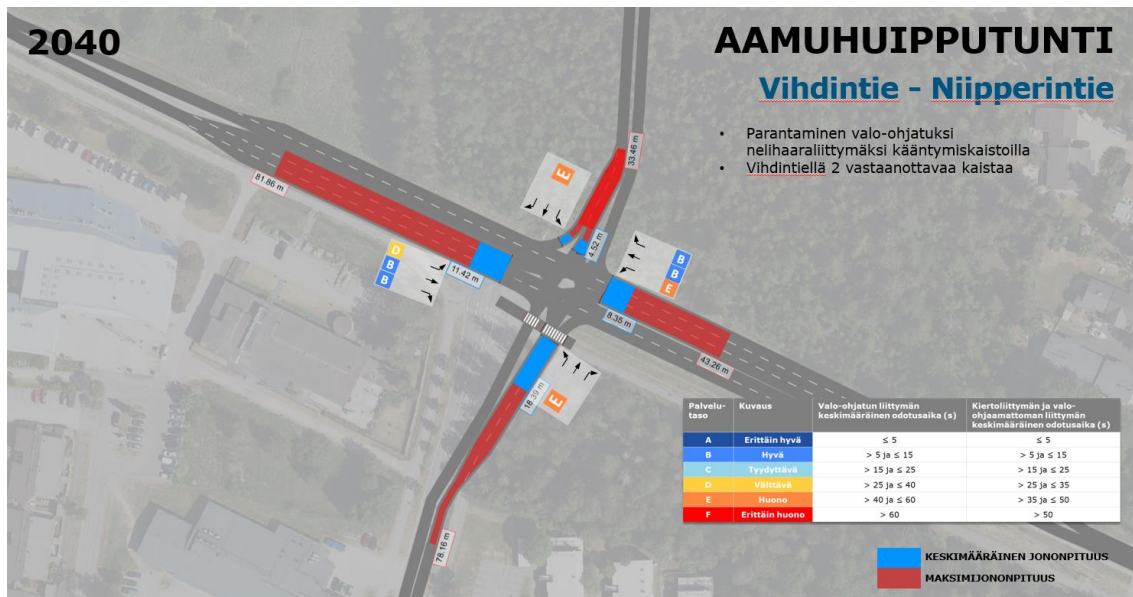 2040
AAMUHUIPPUTUNTI
Vihdintie - Niipperintie
• Parantaminen valo-ohjatuksi
nelihaaraliittymäksi kääntymiskaistoilla
• Vihdintiellä 2 vastaanottavaa kaistaa
33.46 m
81.86 m
E
4.52 m
D
B
B
11.42 m
B
B
E
8.35 m
43.26 m
18.39 m
E
78.16 m
Palvelu-
taso
Kuvaus
Valo-ohjatun liittymän
keskimääräinen odotusaika (s)
Kiertoliittymän ja valo-
ohjaamattoman liittymän
keskimääräinen odotusaika (s)
A Erittäin hyvä ≤ 5 ≤ 5
B Hyvä > 5 ja ≤ 15 > 5 ja ≤ 15
C Tyydyttävä > 15 ja ≤ 25 > 15 ja ≤ 25
D Välttävä > 25 ja ≤ 40 > 25 ja ≤ 35
E Huono > 40 ja ≤ 60 > 35 ja ≤ 50
F Erittäin huono > 60 > 50
KESKIMÄÄRÄINEN JONONPITUUS
MAKSIMIJONONPITUUS